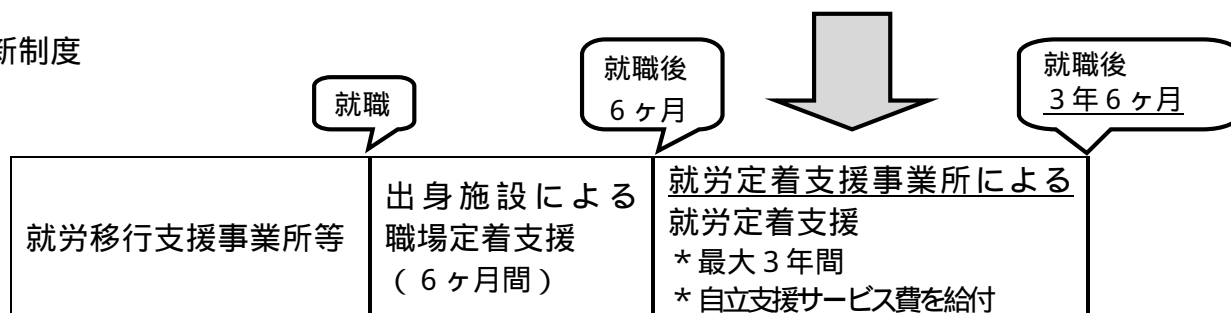 新制度
就職
就職後
6ヶ月
就職後
3年6ヶ月
就労移行支援事業所等
出身施設による
職場定着支援
(6ヶ月間)
就労定着支援事業所による
就労定着支援
*最大3年間
*自立支援サービス費を給付